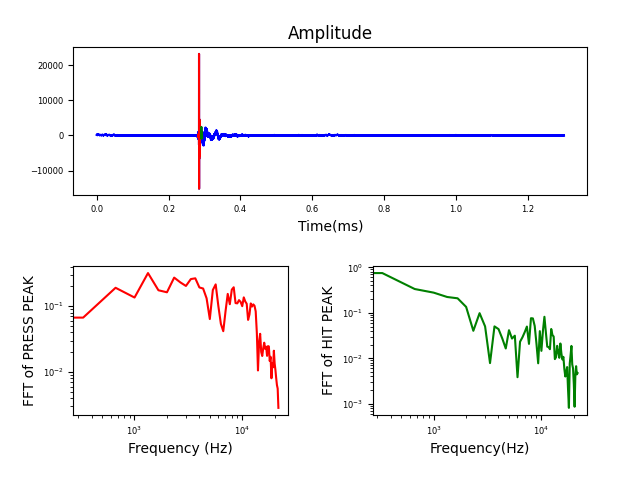 Amplitude
20000
10000
0
−10000
0.0 0.2 0.4 0.6 0.8 1.0 1.2
Time(ms)
FFT of PRESS PEAK
10⁻¹
10⁻²
10³ 10⁴
Frequency (Hz)
FFT of HIT PEAK
10⁰
10⁻¹
10⁻²
10⁻³
10³ 10⁴
Frequency(Hz)